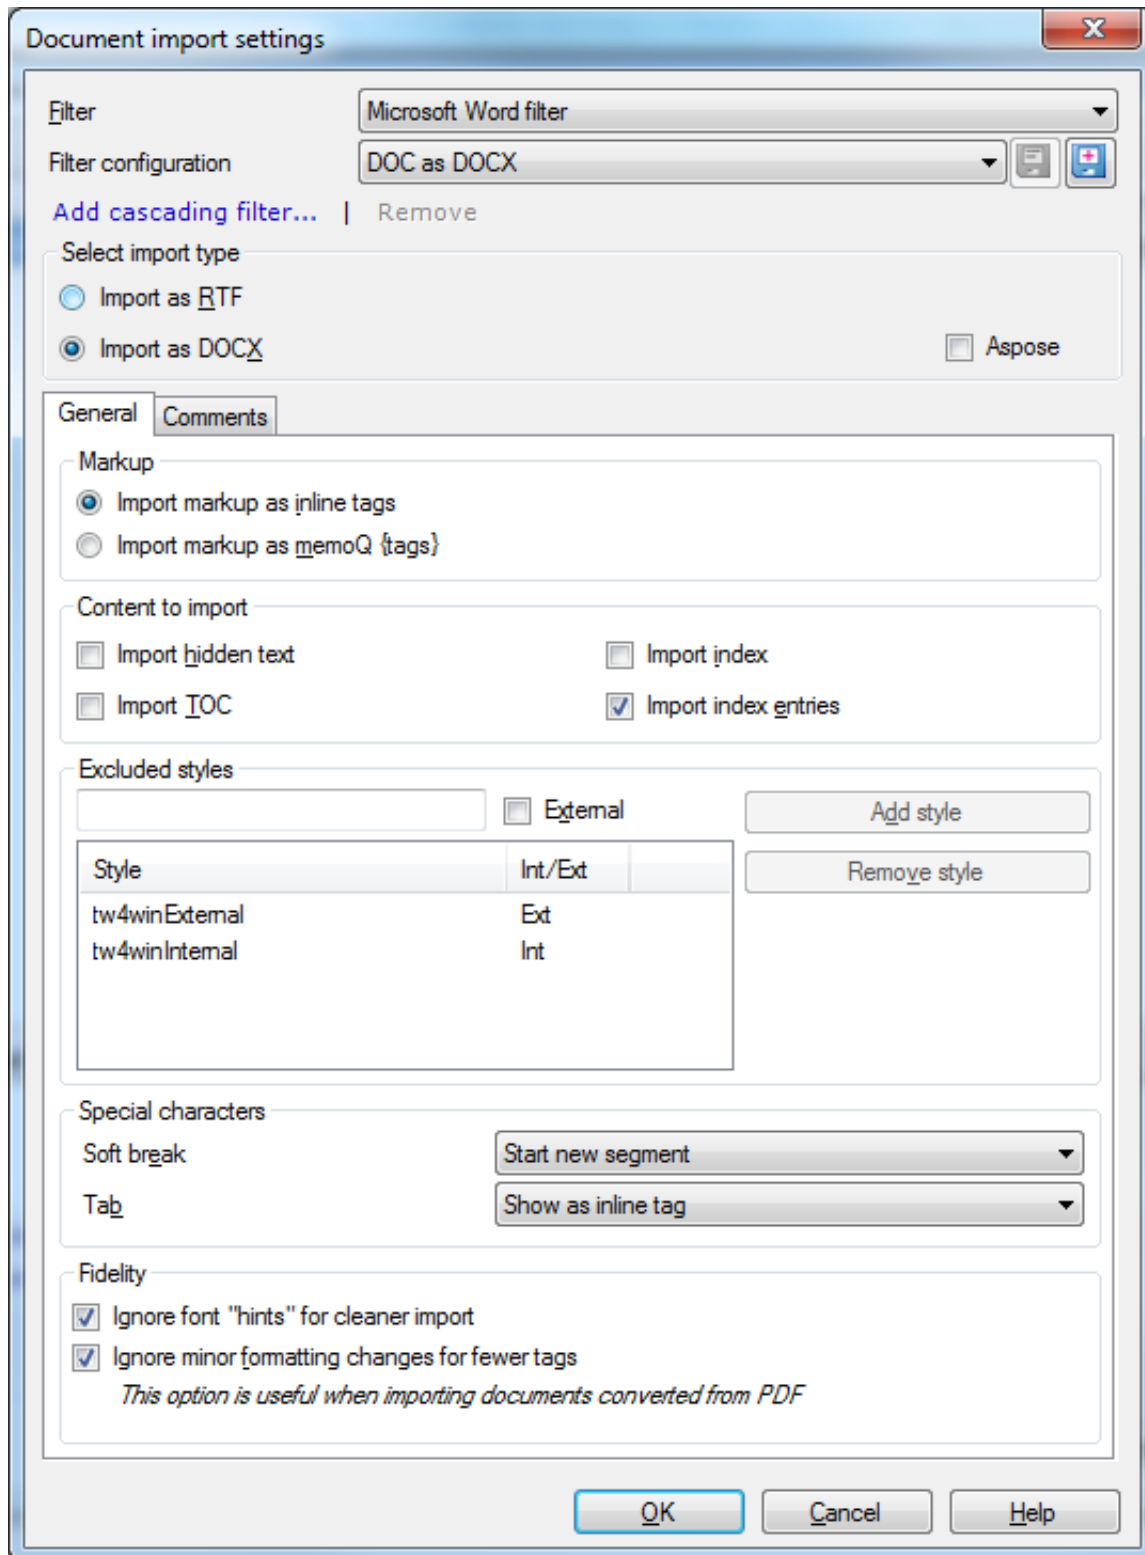 Document import settings
Filter Microsoft Word filter
Filter configuration DOC as DOCX
Add cascading filter... | Remove
Select import type
Import as RTF
Import as DOCX Aspose
General Comments
Markup
Import markup as inline tags
Import markup as memoQ {tags}
Content to import
Import hidden text Import index
Import TOC Import index entries
Excluded styles
External Add style
Style Int/Ext Remove style
tw4winExternal Ext
tw4winInternal Int
Special characters
Soft break Start new segment
Tab Show as inline tag
Fidelity
Ignore font "hints" for cleaner import
Ignore minor formatting changes for fewer tags
This option is useful when importing documents converted from PDF
OK Cancel Help